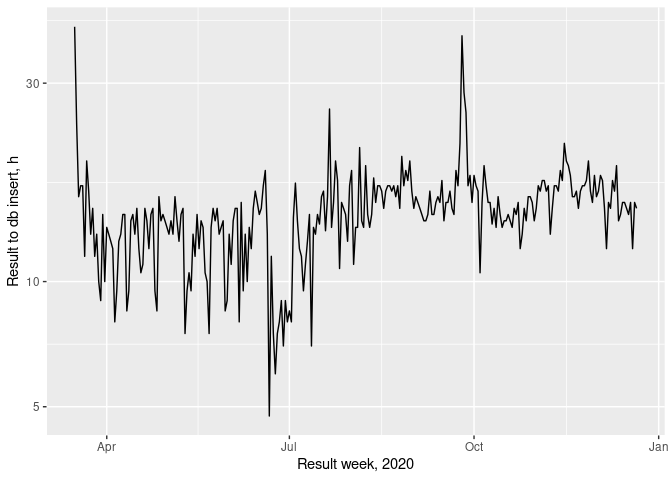 Result to db insert, h
30
10
5
Apr
Jul
Oct
Jan
Result week, 2020